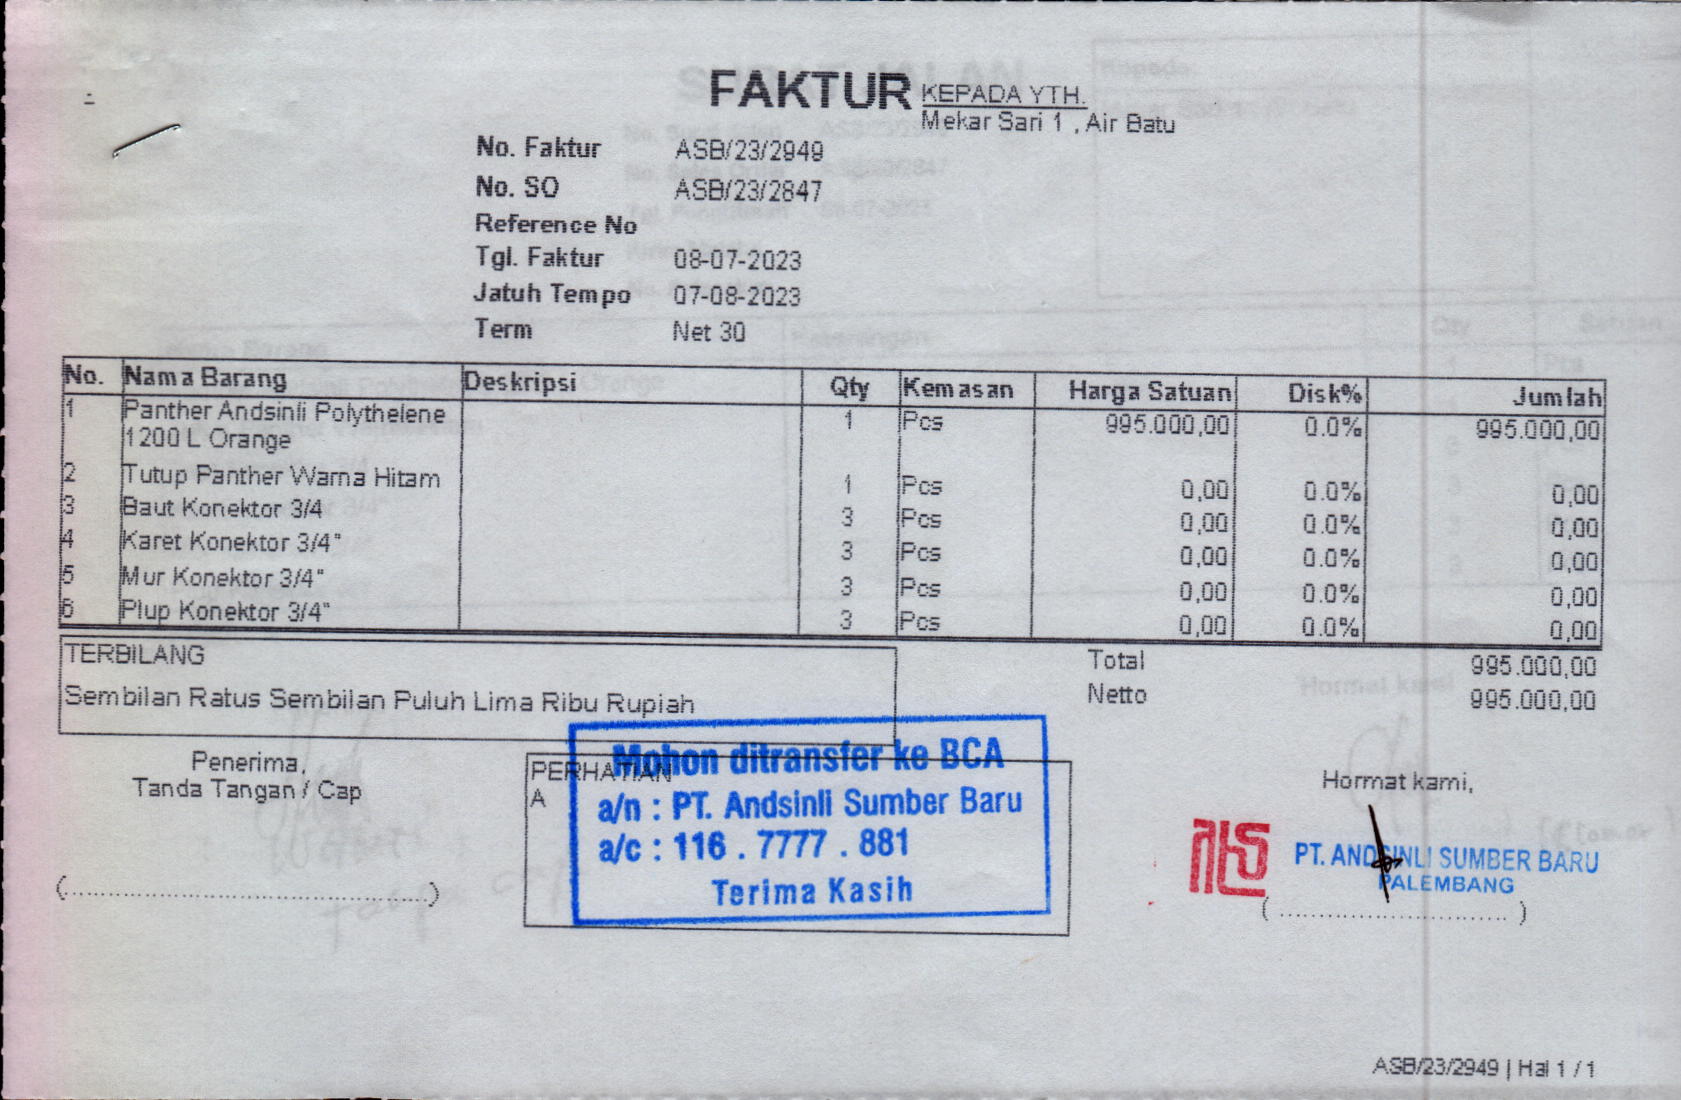 FAKTUR
KEPADA YTH.
Mekar Sari 1 , Air Batu
No. Faktur ASB/23/2949
No. SO ASB/23/2847
Reference No
Tgl. Faktur 08-07-2023
Jatuh Tempo 07-08-2023
Term Net 30
No. Nama Barang Deskripsi Qty Kemasan Harga Satuan Disk% Jumlah
1 Panther Andsinli Polythelene 1 Pcs 995.000,00 0.0% 995.000,00
1200 L Orange
2 Tutup Panther Warna Hitam 1 Pcs 0,00 0.0% 0,00
3 Baut Konektor 3/4 3 Pcs 0,00 0.0% 0,00
4 Karet Konektor 3/4" 3 Pcs 0,00 0.0% 0,00
5 Mur Konektor 3/4" 3 Pcs 0,00 0.0% 0,00
6 Plup Konektor 3/4" 3 Pcs 0,00 0.0% 0,00
TERBILANG
Sembilan Ratus Sembilan Puluh Lima Ribu Rupiah
Total 995.000,00
Netto 995.000,00
Penerima,
Tanda Tangan / Cap
(........................................)
PERHATIAN
A
Mohon ditransfer ke BCA
a/n : PT. Andsinli Sumber Baru
a/c : 116 . 7777 . 881
Terima Kasih
Hormat kami,
PT. ANDSINLI SUMBER BARU
PALEMBANG
( .............................. )
ASB/23/2949 | Hal 1 / 1